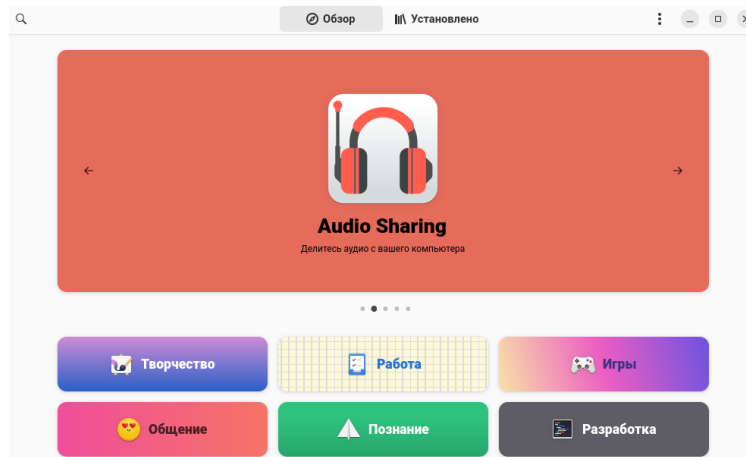 Обзор
Установлено
Audio Sharing
Делитесь аудио с вашего компьютера
Творчество
Работа
Игры
Общение
Познание
Разработка